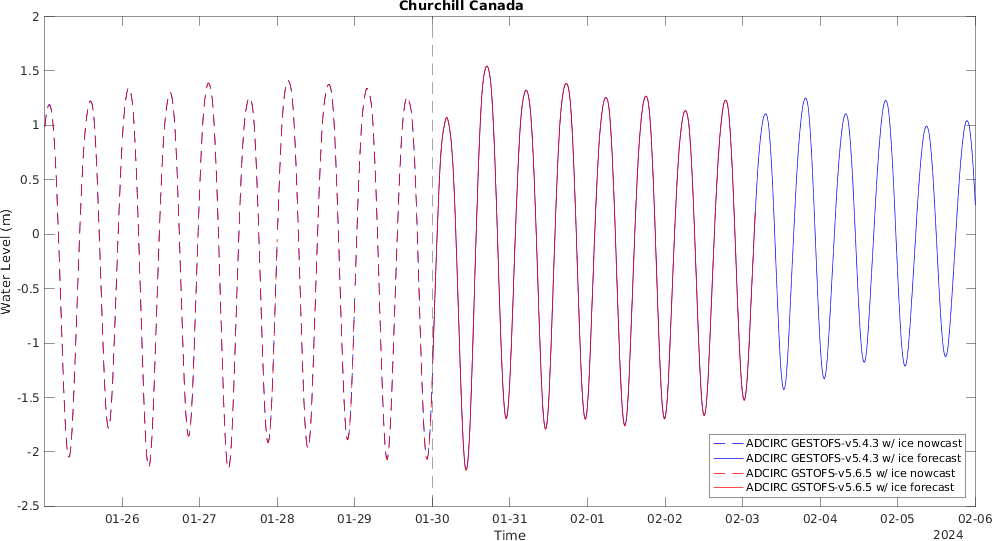 Churchill Canada
2
1.5
1
0.5
0
-0.5
-1
-1.5
-2
-2.5
Water Level (m)
ADCIRC GESTOFS-v5.4.3 w/ ice nowcast
ADCIRC GESTOFS-v5.4.3 w/ ice forecast
ADCIRC GSTOFS-v5.6.5 w/ ice nowcast
ADCIRC GSTOFS-v5.6.5 w/ ice forecast
01-26 01-27 01-28 01-29 01-30 01-31 02-01 02-02 02-03 02-04 02-05 02-06
Time
2024